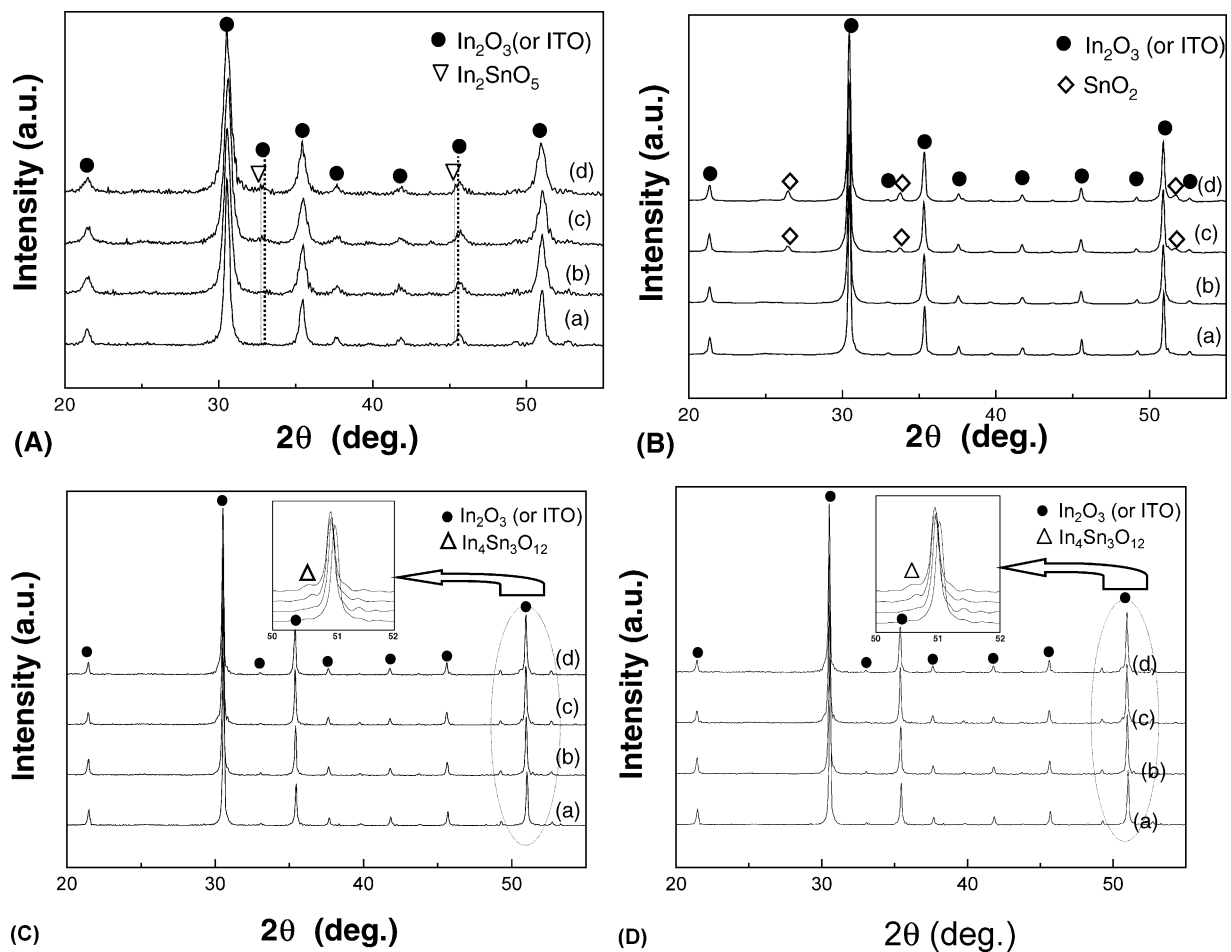 Intensity (a.u.)
● In₂O₃(or ITO)
▽ In₂SnO₅
(d)
(c)
(b)
(a)
20 30 40 50
2θ (deg.)
(A)
Intensity (a.u.)
● In₂O₃ (or ITO)
◇ SnO₂
(d)
(c)
(b)
(a)
20 30 40 50
2θ (deg.)
(B)
Intensity (a.u.)
● In₂O₃ (or ITO)
△ In₄Sn₃O₁₂
50 51 52
(d)
(c)
(b)
(a)
20 30 40 50
2θ (deg.)
(C)
Intensity (a.u.)
● In₂O₃ (or ITO)
△ In₄Sn₃O₁₂
50 51 52
(d)
(c)
(b)
(a)
20 30 40 50
2θ (deg.)
(D)